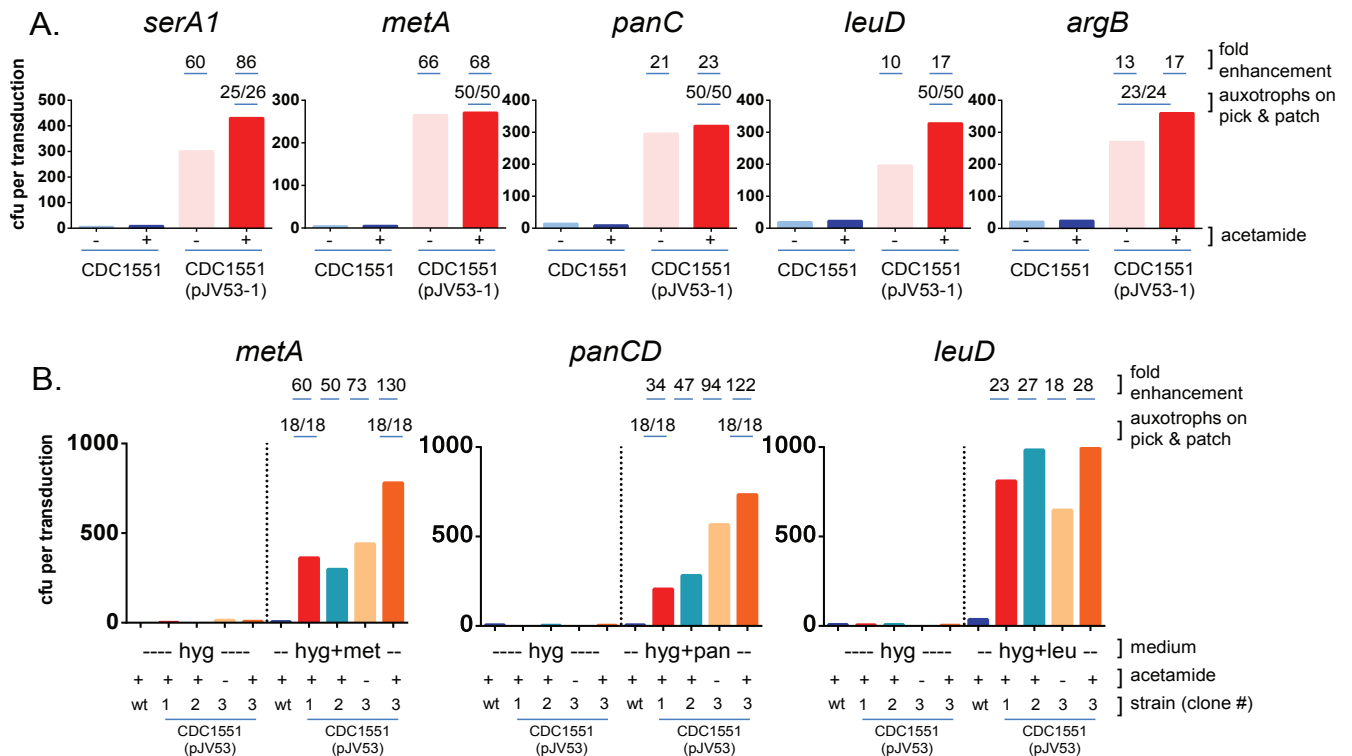 A.
serA1 metA panC leuD argB
60 86 66 68 21 23 10 17 13 17 ] fold enhancement
25/26 50/50 50/50 50/50 23/24 ] auxotrophs on pick & patch
cfu per transduction
500
400
300
200
100
0
300
200
100
0
400
300
200
100
0
400
300
200
100
0
400
300
200
100
0
- + - + - + - + - + - + - + - + - + - + ] acetamide
CDC1551 CDC1551 CDC1551 CDC1551 CDC1551 CDC1551 CDC1551 CDC1551 CDC1551 CDC1551
(pJV53-1) (pJV53-1) (pJV53-1) (pJV53-1) (pJV53-1)
B.
metA panCD leuD
60 50 73 130 34 47 94 122 23 27 18 28 ] fold enhancement
18/18 18/18 18/18 18/18 ] auxotrophs on pick & patch
cfu per transduction
1000
500
0
1000
500
0
1000
500
0
---- hyg ---- -- hyg+met -- ---- hyg ---- -- hyg+pan -- ---- hyg ---- -- hyg+leu -- ] medium
+ + + - + + + + - + + + + - + + + + - + + + + - + + + + - + ] acetamide
wt 1 2 3 3 wt 1 2 3 3 wt 1 2 3 3 wt 1 2 3 3 wt 1 2 3 3 wt 1 2 3 3 ] strain (clone #)
CDC1551 CDC1551 CDC1551 CDC1551 CDC1551 CDC1551
(pJV53) (pJV53) (pJV53) (pJV53) (pJV53) (pJV53)